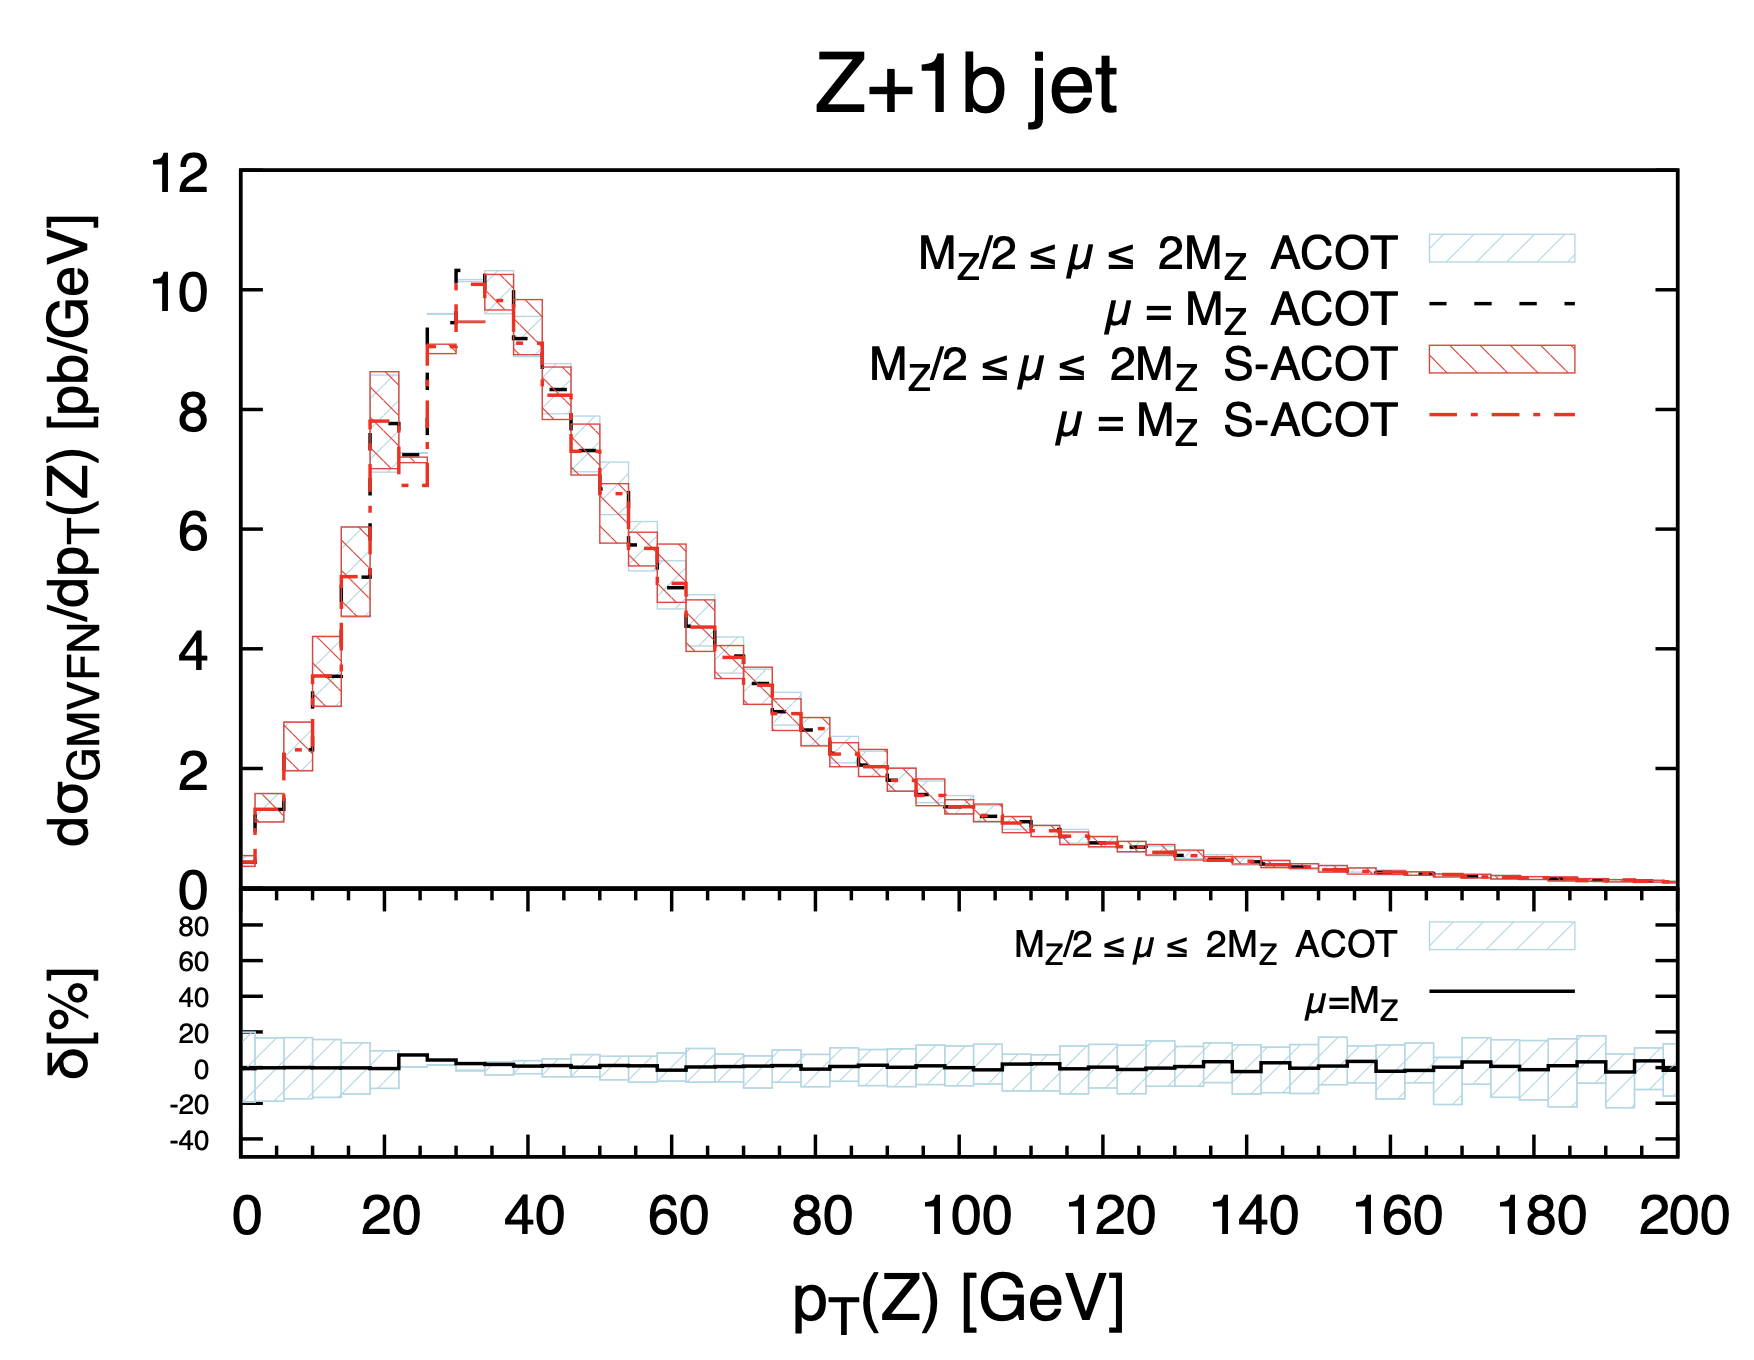 Z+1b jet
12
10
8
6
4
2
0
dσGMVFN/dpT(Z) [pb/GeV]
MZ/2 ≤ μ ≤ 2MZ ACOT
μ = MZ ACOT
MZ/2 ≤ μ ≤ 2MZ S-ACOT
μ = MZ S-ACOT
80
60
40
20
0
-20
-40
δ[%]
MZ/2 ≤ μ ≤ 2MZ ACOT
μ=MZ
0 20 40 60 80 100 120 140 160 180 200
pT(Z) [GeV]